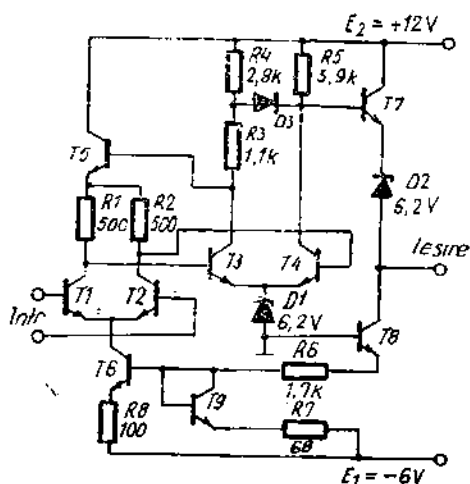 E2 = +12V
R4
2,8k
R5
3,9k
T7
D3
R3
1,1k
T5
D2
6,2V
R1
500
R2
500
Iesire
T3
T4
T1
T2
D1
6,2V
Intr
T8
R6
1,7k
T6
T9
R7
68
R8
100
E1 = -6V